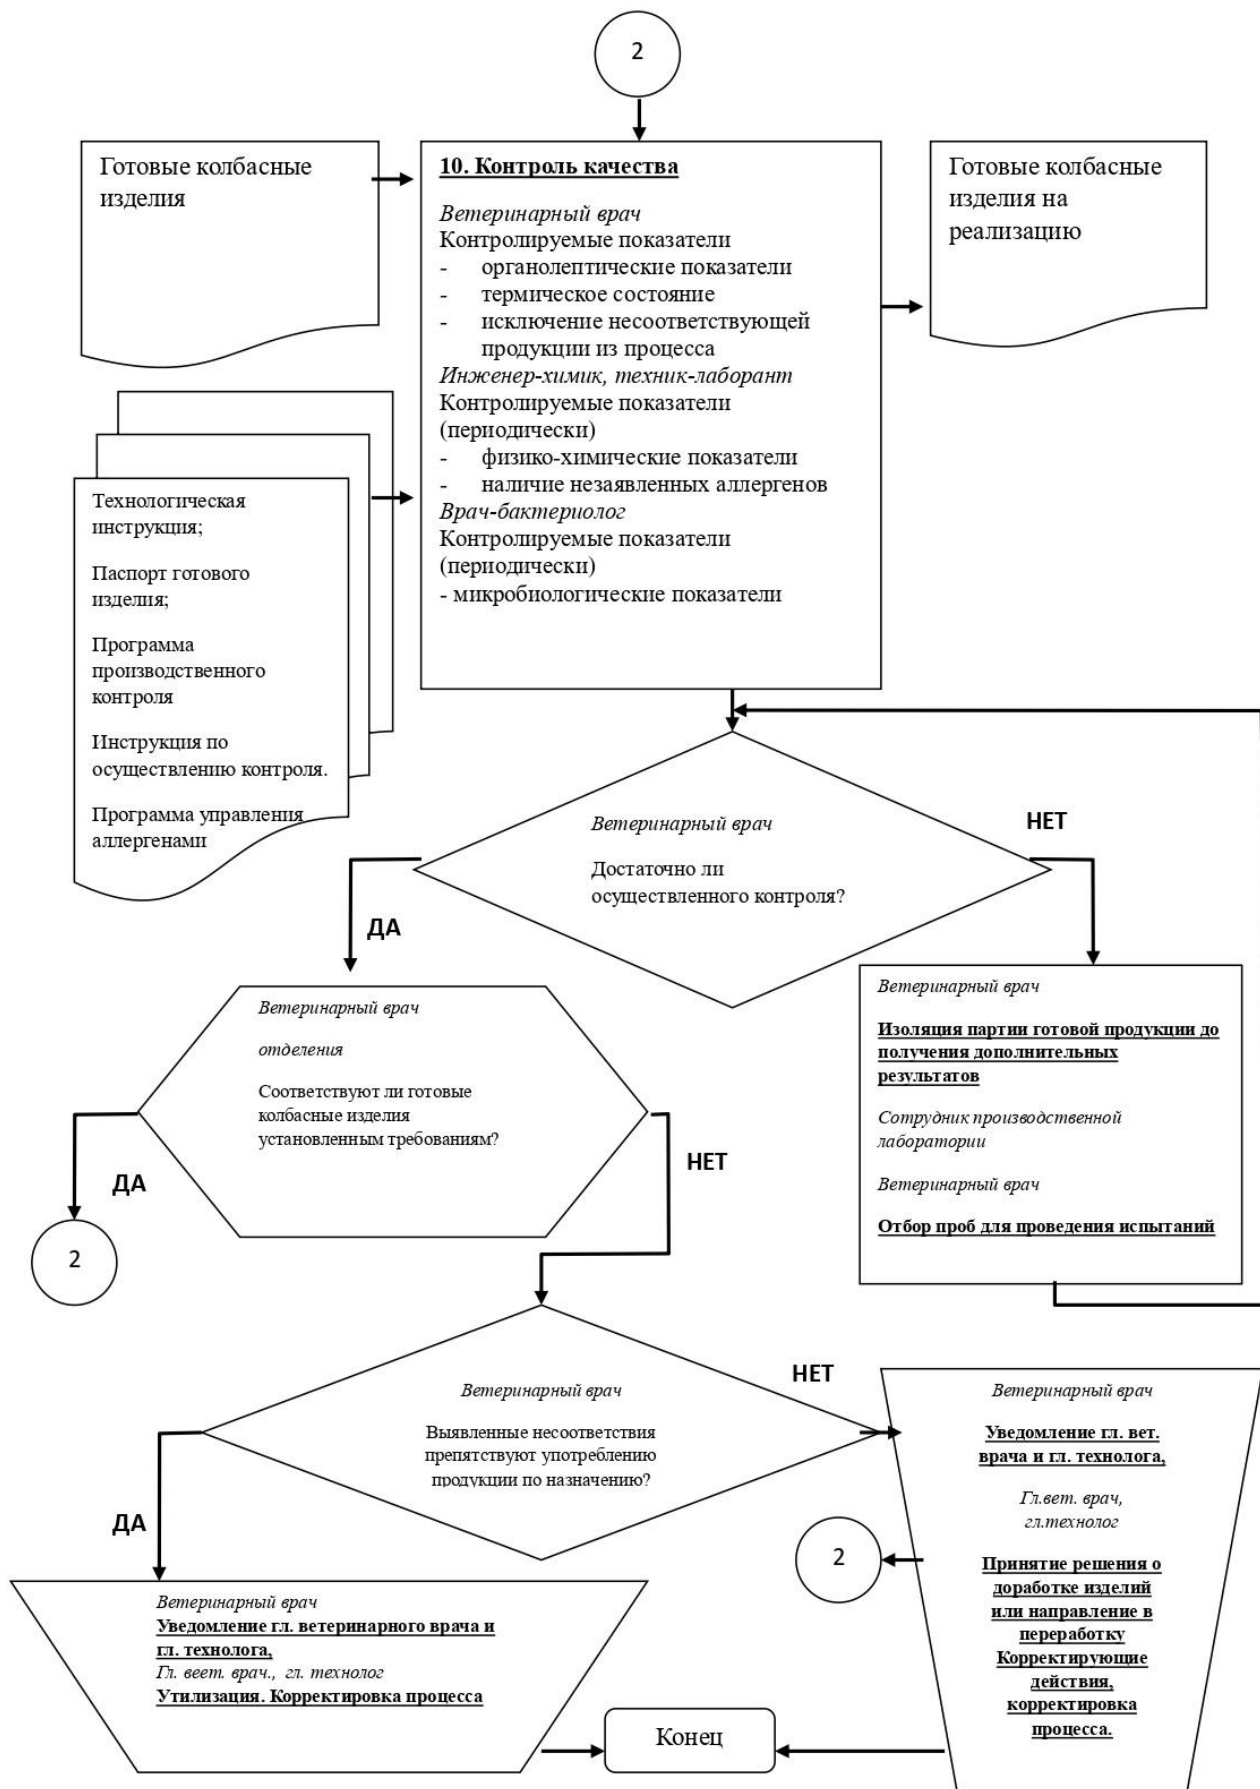 2
Готовые колбасные
изделия
10. Контроль качества
Ветеринарный врач
Контролируемые показатели
- органолептические показатели
- термическое состояние
- исключение несоответствующей
продукции из процесса
Инженер-химик, техник-лаборант
Контролируемые показатели
(периодически)
- физико-химические показатели
- наличие незаявленных аллергенов
Врач-бактериолог
Контролируемые показатели
(периодически)
- микробиологические показатели
Готовые колбасные
изделия на
реализацию
Технологическая
инструкция;
Паспорт готового
изделия;
Программа
производственного
контроля
Инструкция по
осуществлению контроля.
Программа управления
аллергенами
Ветеринарный врач
Достаточно ли
осуществленного контроля?
НЕТ
ДА
Ветеринарный врач
отделения
Соответствуют ли готовые
колбасные изделия
установленным требованиям?
Ветеринарный врач
Изоляция партии готовой продукции до
получения дополнительных
результатов
Сотрудник производственной
лаборатории
Ветеринарный врач
Отбор проб для проведения испытаний
ДА
НЕТ
2
Ветеринарный врач
Выявленные несоответствия
препятствуют употреблению
продукции по назначению?
НЕТ
ДА
Ветеринарный врач
Уведомление гл. вет.
врача и гл. технолога,
Гл.вет. врач,
гл.технолог
Принятие решения о
доработке изделий
или направление в
переработку
Корректирующие
действия,
корректировка
процесса.
2
Ветеринарный врач
Уведомление гл. ветеринарного врача и
гл. технолога,
Гл. веет. врач., гл. технолог
Утилизация. Корректировка процесса
Конец